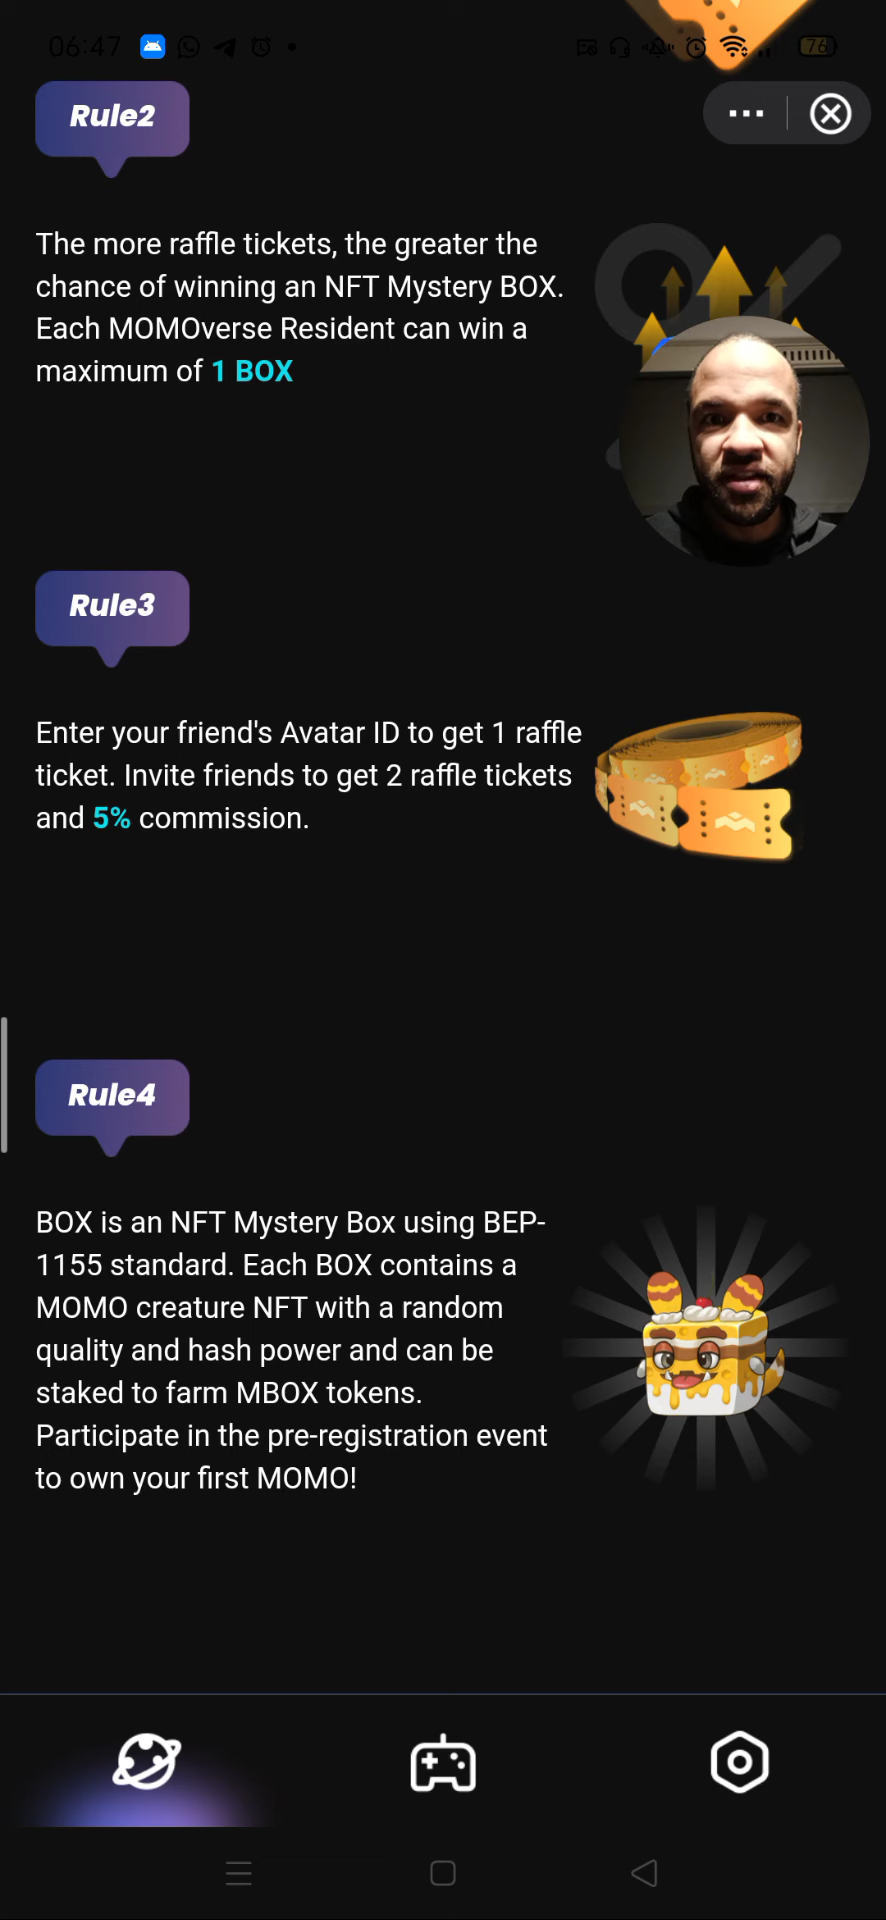 06:47
76
Rule2
The more raffle tickets, the greater the
chance of winning an NFT Mystery BOX.
Each MOMOverse Resident can win a
maximum of 1 BOX
Rule3
Enter your friend's Avatar ID to get 1 raffle
ticket. Invite friends to get 2 raffle tickets
and 5% commission.
Rule4
BOX is an NFT Mystery Box using BEP-
1155 standard. Each BOX contains a
MOMO creature NFT with a random
quality and hash power and can be
staked to farm MBOX tokens.
Participate in the pre-registration event
to own your first MOMO!